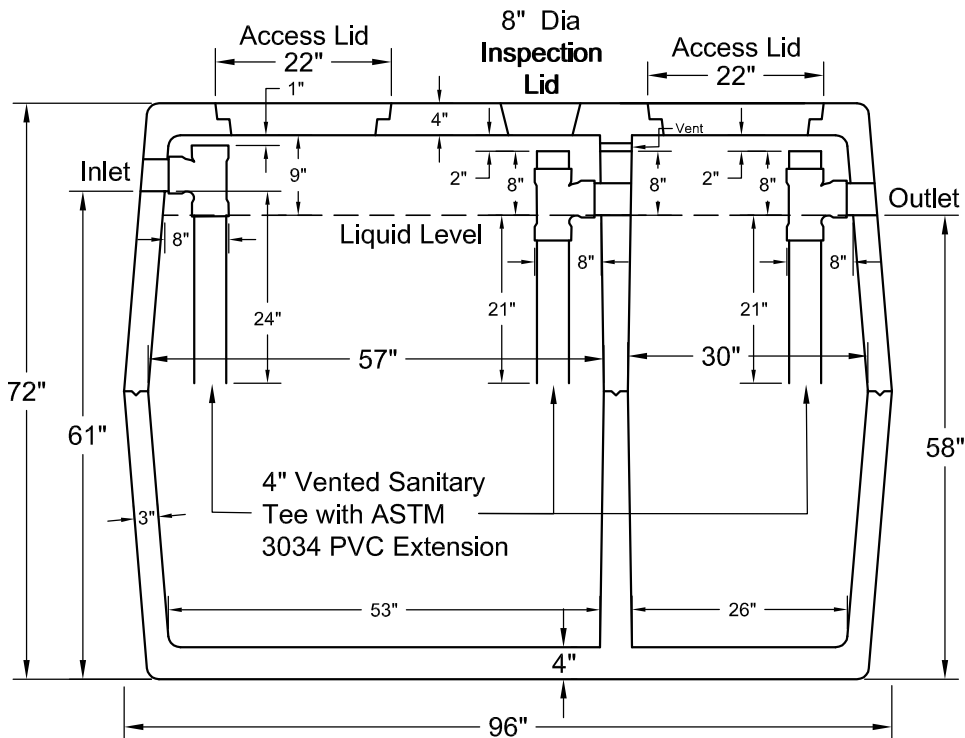 8" Dia
Inspection
Lid
Access Lid
22"
Access Lid
22"
1"
4"
Vent
Inlet
9"
2"
8"
8"
2"
8"
Outlet
Liquid Level
8"
8"
8"
24"
21"
21"
57"
30"
72"
61"
58"
4" Vented Sanitary
Tee with ASTM
3034 PVC Extension
3"
53"
26"
4"
96"